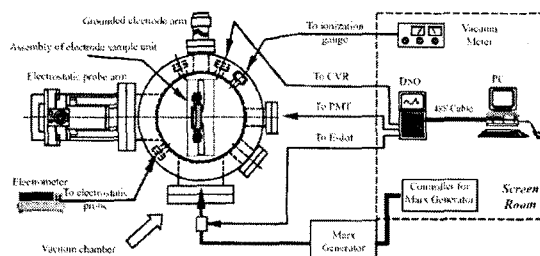 Grounded electrode arm
Assembly of electrode sample unit
Electrostatic probe arm
To ionization
gauge
Vacuum
Meter
To CVR
DSO
PC
To PMT
488 Cable
To E-dot
Electrometer
To electrostatic
probe
Controller for
Marx Generator
Screen
Room
Vacuum chamber
Marx
Generator